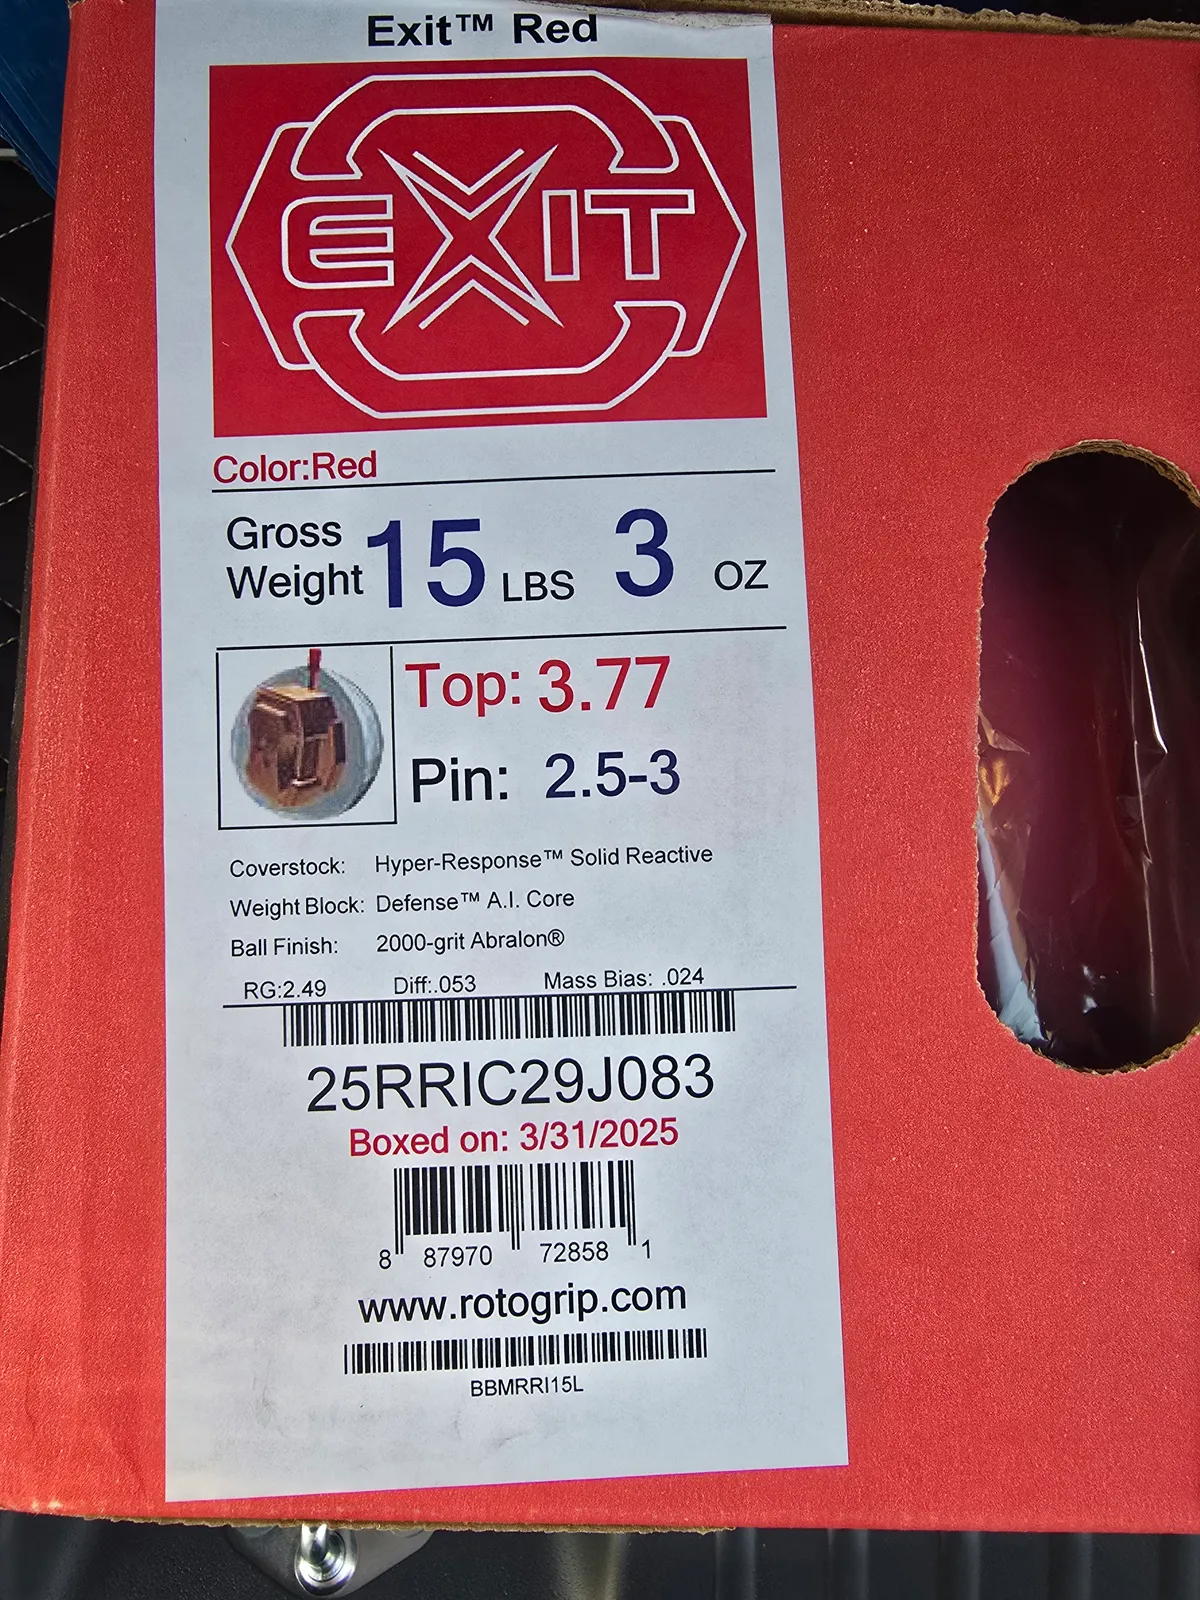 Exit™ Red
EXIT
Color:Red
Gross Weight 15 LBS 3 OZ
Top: 3.77
Pin: 2.5-3
Coverstock: Hyper-Response™ Solid Reactive
Weight Block: Defense™ A.I. Core
Ball Finish: 2000-grit Abralon®
RG:2.49 Diff:.053 Mass Bias: .024
25RRIC29J083
Boxed on: 3/31/2025
8 87970 72858 1
www.rotogrip.com
BBMRRI15L